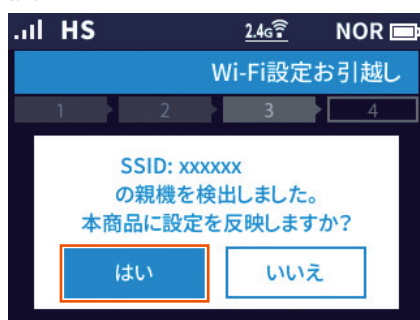 HS 2.4G NOR
Wi-Fi設定お引越し
1 2 3 4
SSID: xxxxxx
の親機を検出しました。
本商品に設定を反映しますか？
はい いいえ